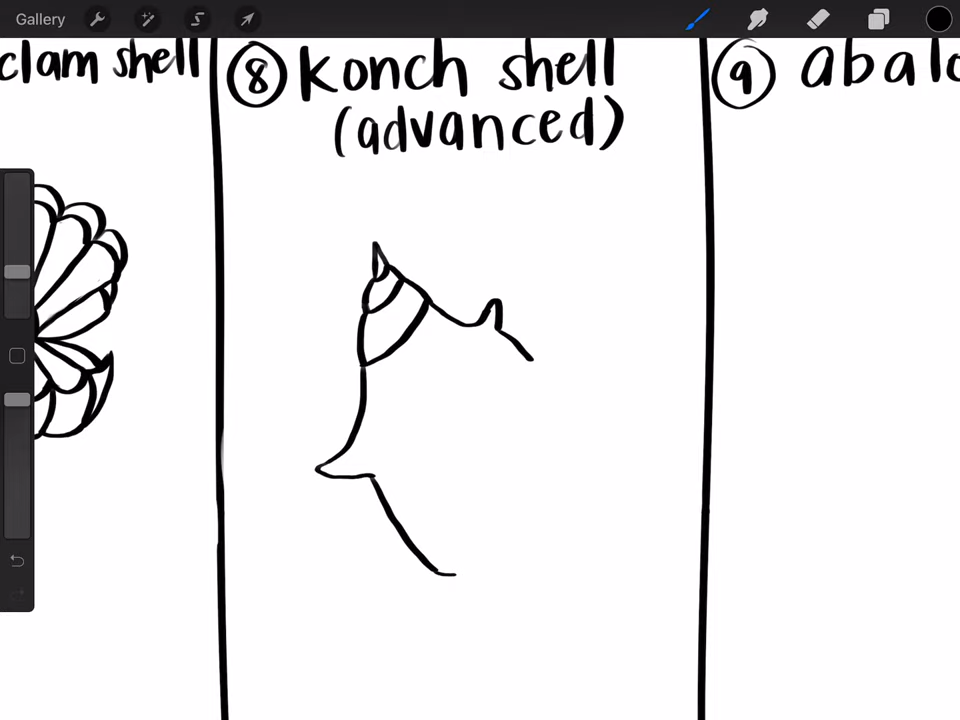 Gallery
clam shell
8 Konch shell
(advanced)
9 abalo